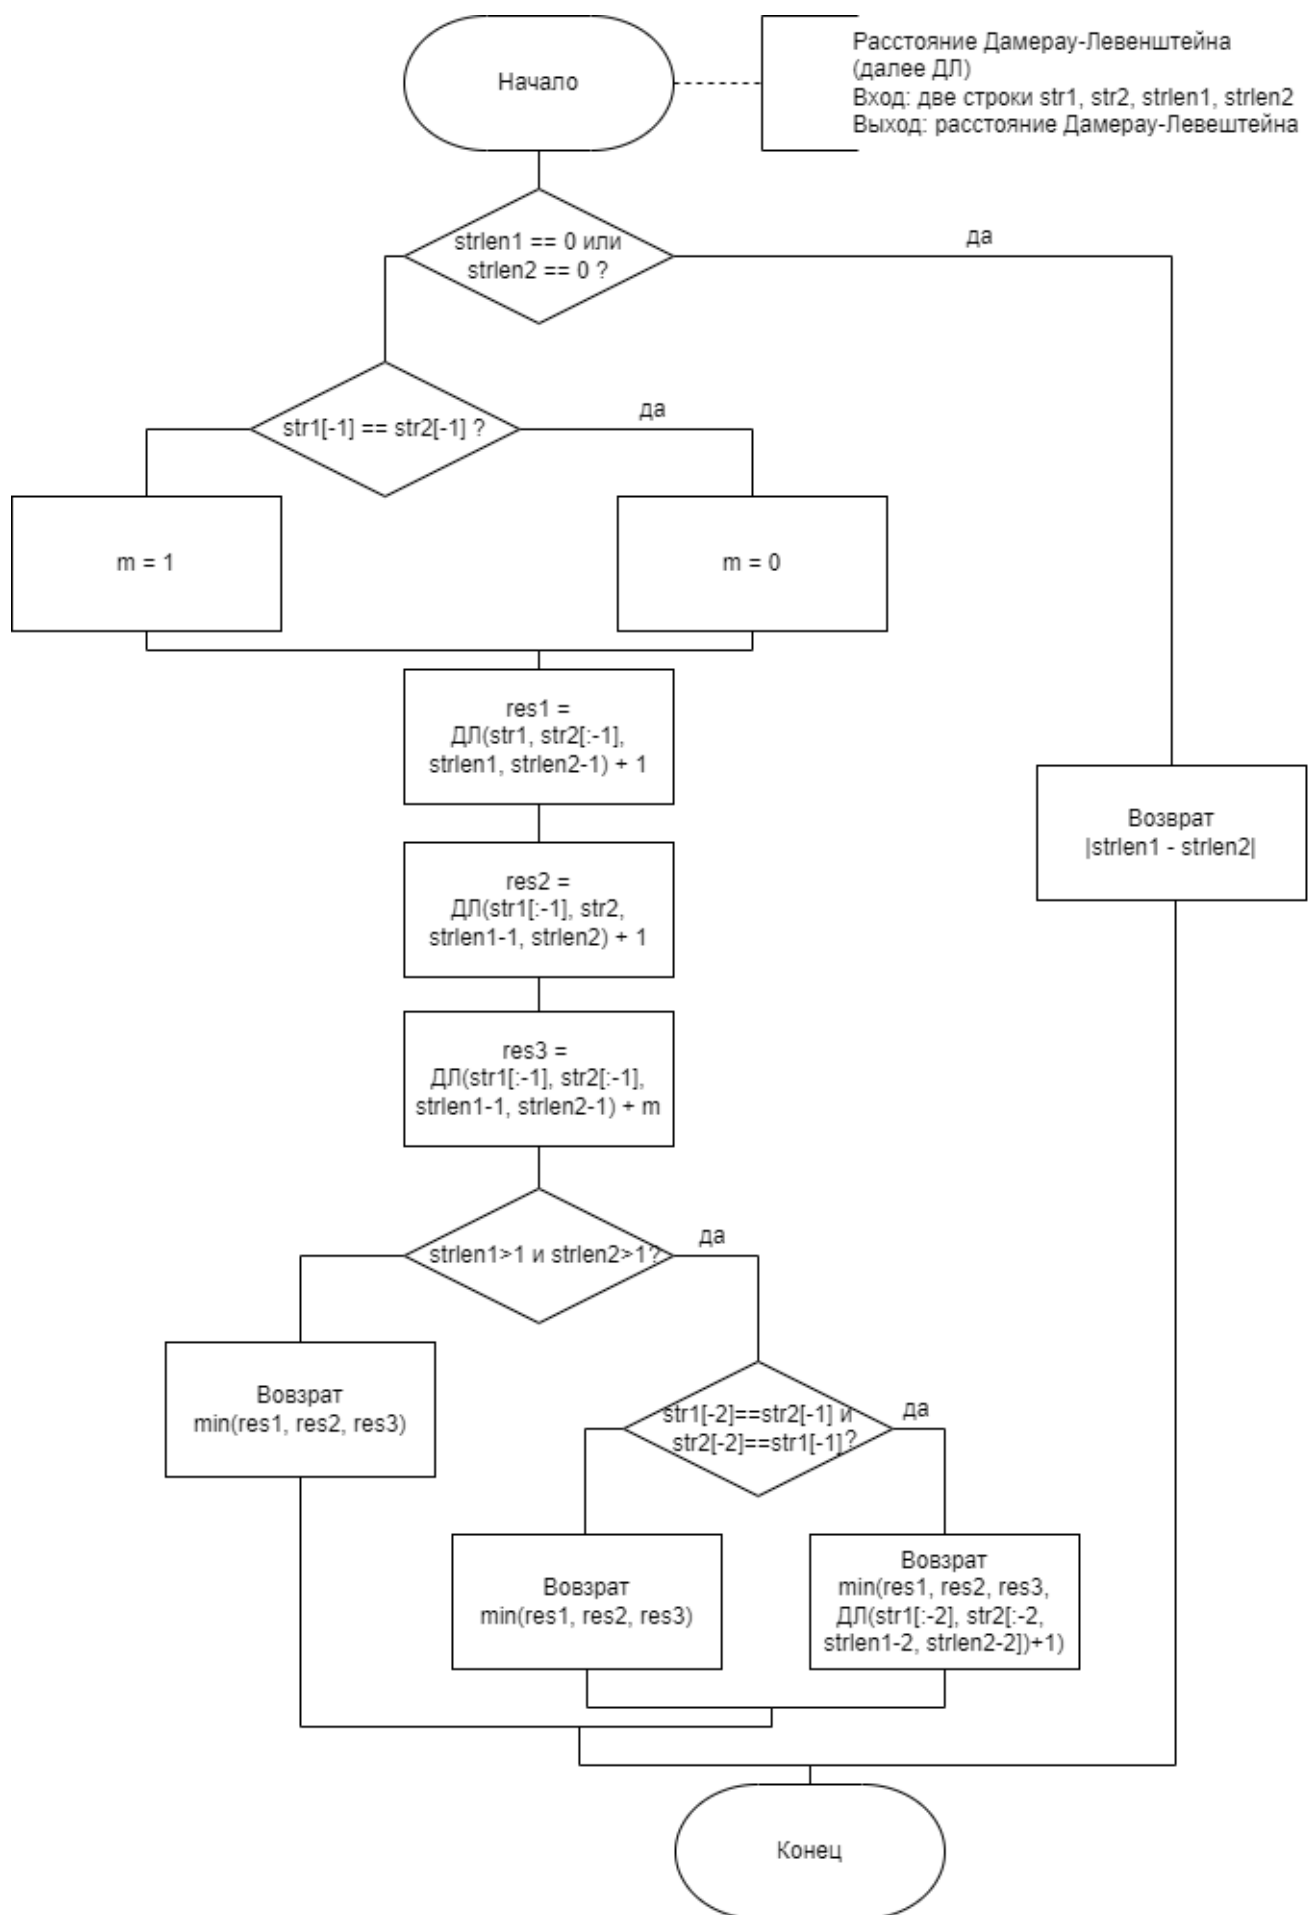 Начало
Расстояние Дамерау-Левенштейна
(далее ДЛ)
Вход: две строки str1, str2, strlen1, strlen2
Выход: расстояние Дамерау-Левештейна
strlen1 == 0 или
strlen2 == 0 ?
да
str1[-1] == str2[-1] ?
да
m = 1
m = 0
res1 =
ДЛ(str1, str2[:-1],
strlen1, strlen2-1) + 1
Возврат
|strlen1 - strlen2|
res2 =
ДЛ(str1[:-1], str2,
strlen1-1, strlen2) + 1
res3 =
ДЛ(str1[:-1], str2[:-1],
strlen1-1, strlen2-1) + m
strlen1>1 и strlen2>1?
да
Вовзрат
min(res1, res2, res3)
str1[-2]==str2[-1] и
str2[-2]==str1[-1]?
да
Вовзрат
min(res1, res2, res3)
Вовзрат
min(res1, res2, res3,
ДЛ(str1[:-2], str2[:-2,
strlen1-2, strlen2-2])+1)
Конец